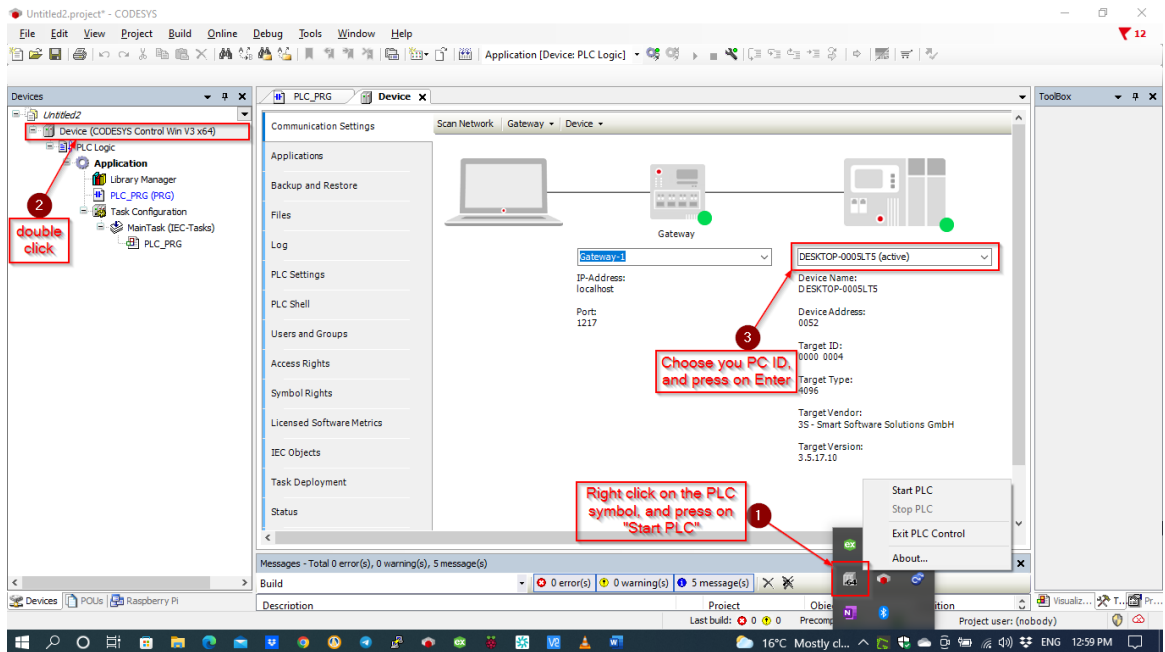 Untitled2.project* - CODESYS
File Edit View Project Build Online Debug Tools Window Help
12
Application [Device: PLC Logic]
Devices
Untitled2
Device (CODESYS Control Win V3 x64)
PLC Logic
Application
Library Manager
PLC_PRG (PRG)
Task Configuration
MainTask (IEC-Tasks)
PLC_PRG
2
double
click
PLC_PRG
Device
Communication Settings
Applications
Backup and Restore
Files
Log
PLC Settings
PLC Shell
Users and Groups
Access Rights
Symbol Rights
Licensed Software Metrics
IEC Objects
Task Deployment
Status
Scan Network Gateway Device
Gateway
Gateway-1
IP-Address:
localhost
Port:
1217
DESKTOP-0005LT5 (active)
Device Name:
DESKTOP-0005LT5
Device Address:
0052
Target ID:
0000 0004
Target Type:
4096
Target Vendor:
3S - Smart Software Solutions GmbH
Target Version:
3.5.17.10
3
Choose you PC ID,
and press on Enter
Right click on the PLC
symbol, and press on
"Start PLC"
1
Start PLC
Stop PLC
Exit PLC Control
About...
ToolBox
Messages - Total 0 error(s), 0 warning(s), 5 message(s)
Build
0 error(s) 0 warning(s) 5 message(s)
Description Project
Devices POUs Raspberry Pi
Visualiz... T... Pr...
Last build: 0 0 Precomp
Project user: (nobody)
ex
64
N
16°C Mostly cl...
ENG 12:59 PM